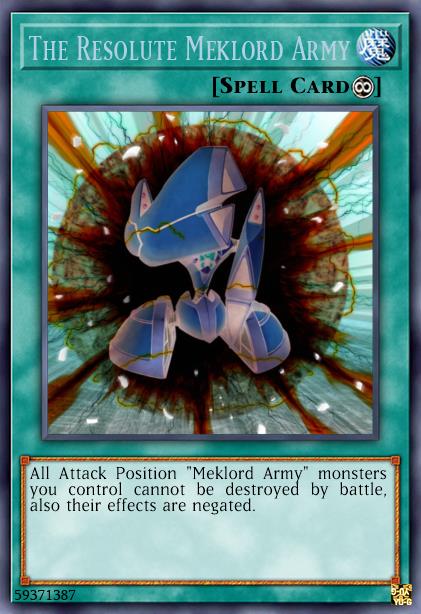 THE RESOLUTE MEKLORD ARMY 魔
[SPELL CARD]
All Attack Position "Meklord Army" monsters
you control cannot be destroyed by battle,
also their effects are negated.
59371387